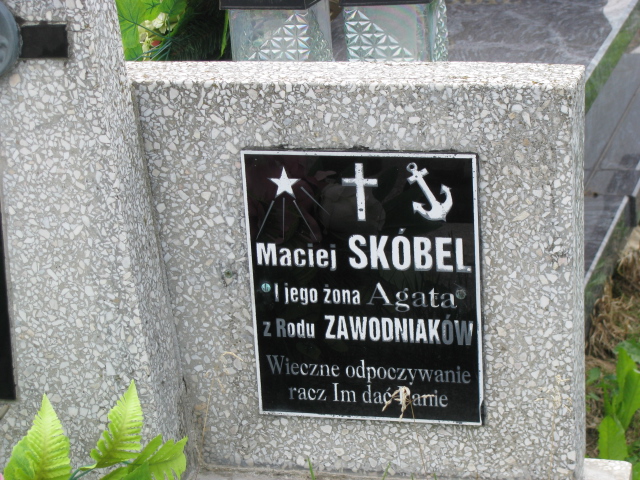 Maciej SKÓBEL
I jego żona Agata
z Rodu ZAWODNIAKÓW
Wieczne odpoczywanie
racz Im dać Panie